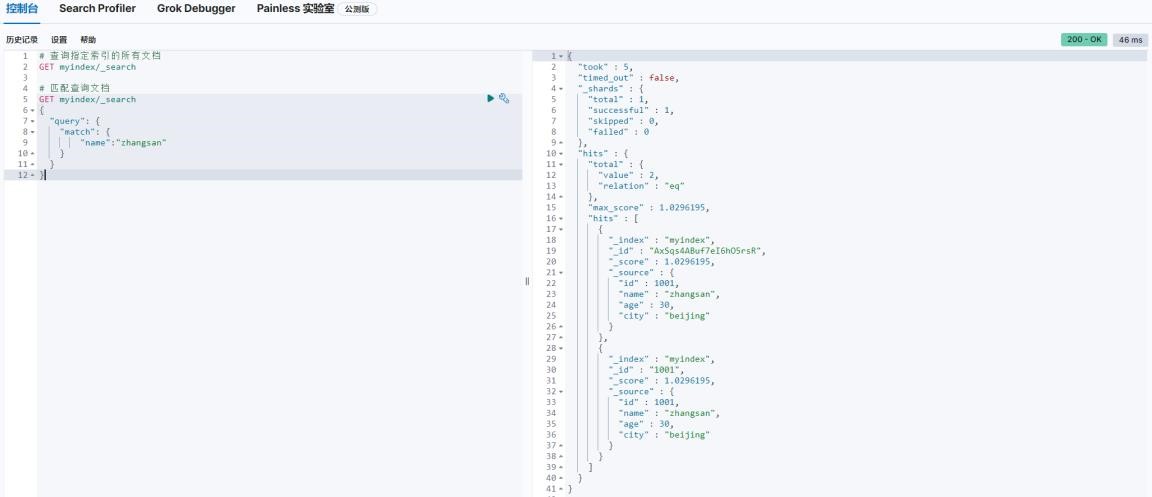 控制台 Search Profiler Grok Debugger Painless 实验室 公测版
历史记录 设置 帮助
200 - OK 46 ms
1 # 查询指定索引的所有文档
2 GET myindex/_search
3
4 # 匹配查询文档
5 GET myindex/_search
6 {
7 "query": {
8 "match": {
9 "name":"zhangsan"
10 }
11 }
12 }
1 {
2 "took" : 5,
3 "timed_out" : false,
4 "_shards" : {
5 "total" : 1,
6 "successful" : 1,
7 "skipped" : 0,
8 "failed" : 0
9 },
10 "hits" : {
11 "total" : {
12 "value" : 2,
13 "relation" : "eq"
14 },
15 "max_score" : 1.0296195,
16 "hits" : [
17 {
18 "_index" : "myindex",
19 "_id" : "AxSqs4ABuf7eI6hO5rsR",
20 "_score" : 1.0296195,
21 "_source" : {
22 "id" : 1001,
23 "name" : "zhangsan",
24 "age" : 30,
25 "city" : "beijing"
26 }
27 },
28 {
29 "_index" : "myindex",
30 "_id" : "1001",
31 "_score" : 1.0296195,
32 "_source" : {
33 "id" : 1001,
34 "name" : "zhangsan",
35 "age" : 30,
36 "city" : "beijing"
37 }
38 }
39 ]
40 }
41 }